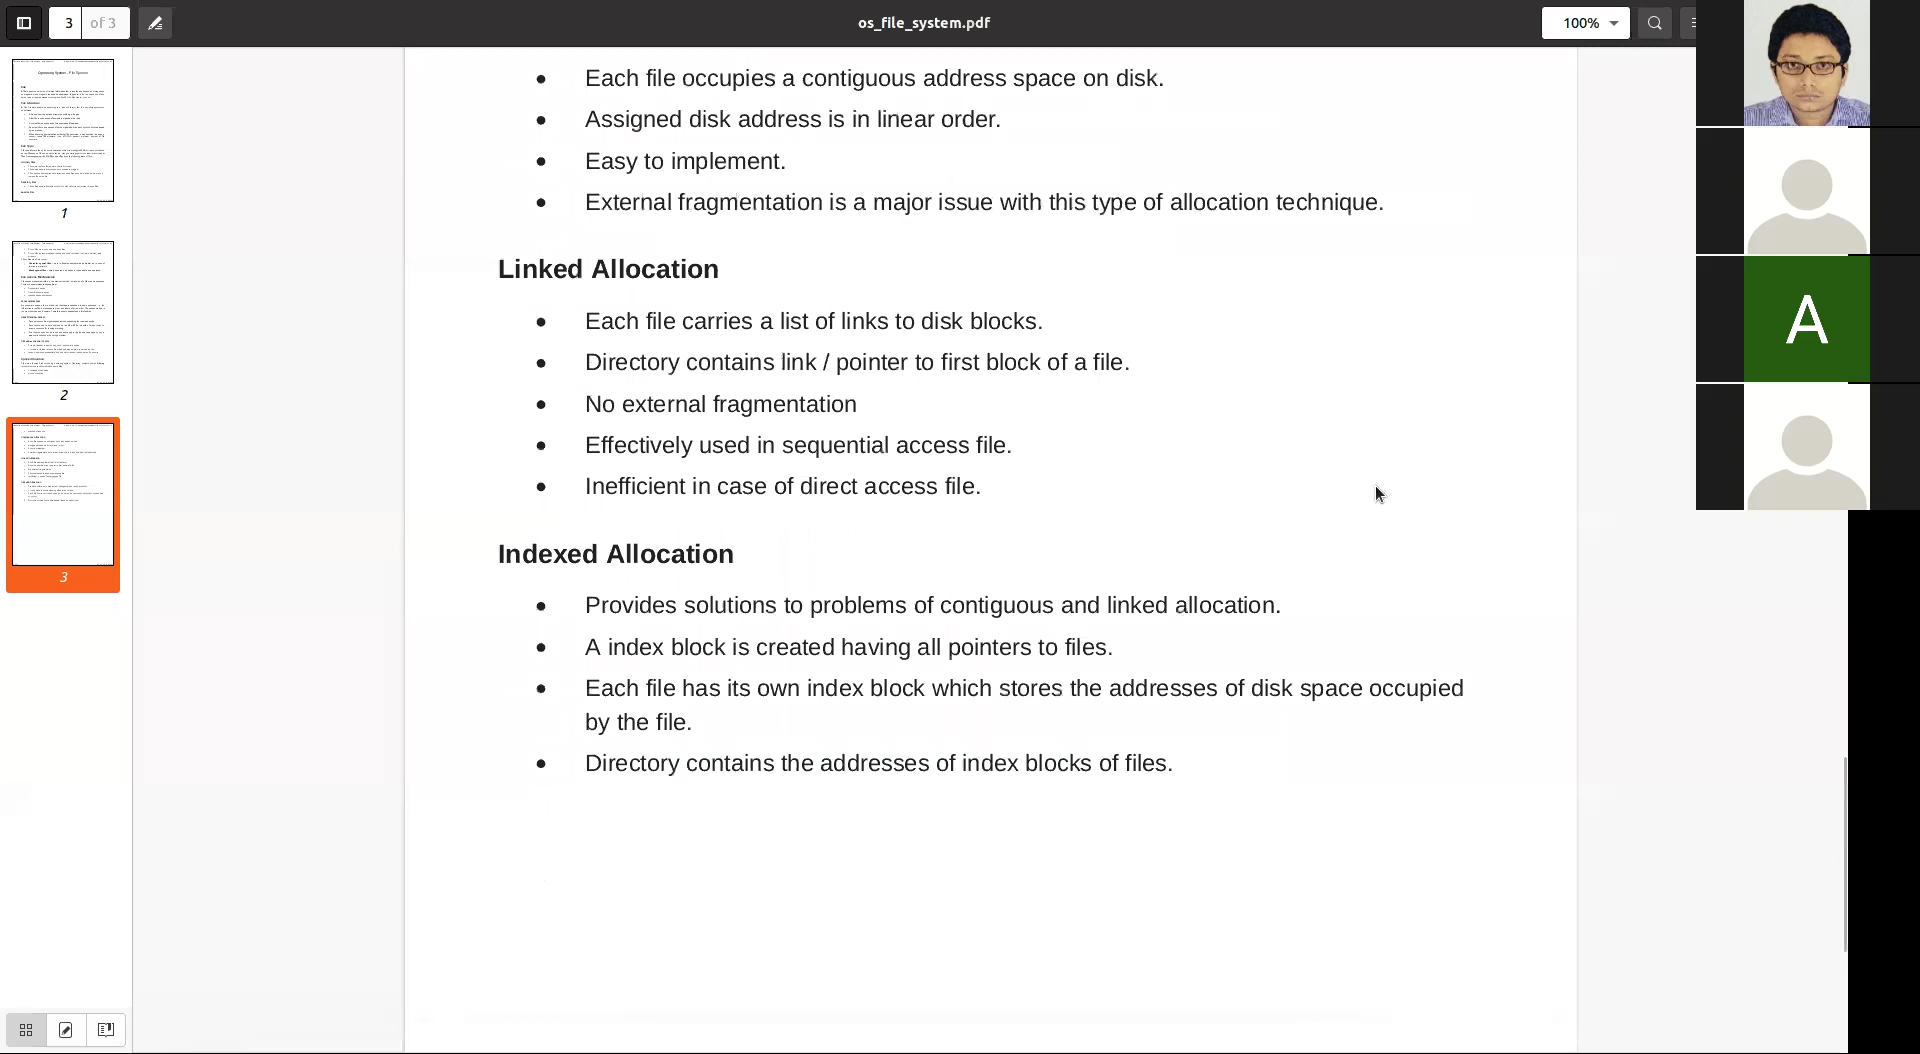 3 of 3
os_file_system.pdf
100%
• Each file occupies a contiguous address space on disk.
• Assigned disk address is in linear order.
• Easy to implement.
• External fragmentation is a major issue with this type of allocation technique.
Linked Allocation
• Each file carries a list of links to disk blocks.
• Directory contains link / pointer to first block of a file.
• No external fragmentation
• Effectively used in sequential access file.
• Inefficient in case of direct access file.
Indexed Allocation
• Provides solutions to problems of contiguous and linked allocation.
• A index block is created having all pointers to files.
• Each file has its own index block which stores the addresses of disk space occupied
by the file.
• Directory contains the addresses of index blocks of files.
1
2
3
A